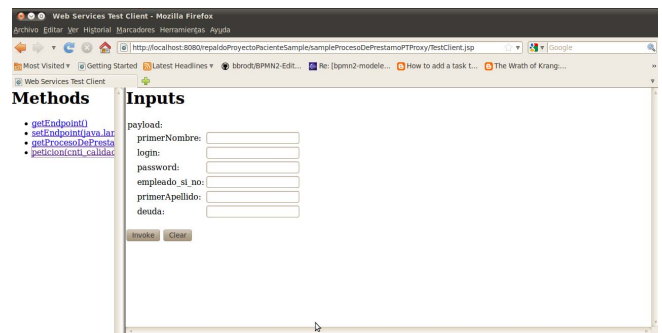 Web Services Test Client - Mozilla Firefox
Archivo Editar Ver Historial Marcadores Herramientas Ayuda
http://localhost:8080/repaldoProyectoPacienteSample/sampleProcesoDePrestamoPTProxy/TestClient.jsp
Google
Most Visited Getting Started Latest Headlines bbrodt/BPMN2-Edit... Re: [bpmn2-modele... How to add a task t... The Wrath of Krang:... »
Web Services Test Client
Methods
getEndpoint()
setEndpoint(java.lar
getProcesoDePresta
peticion(cnti_calidad
Inputs
payload:
primerNombre:
login:
password:
empleado_si_no:
primerApellido:
deuda:
Invoke Clear